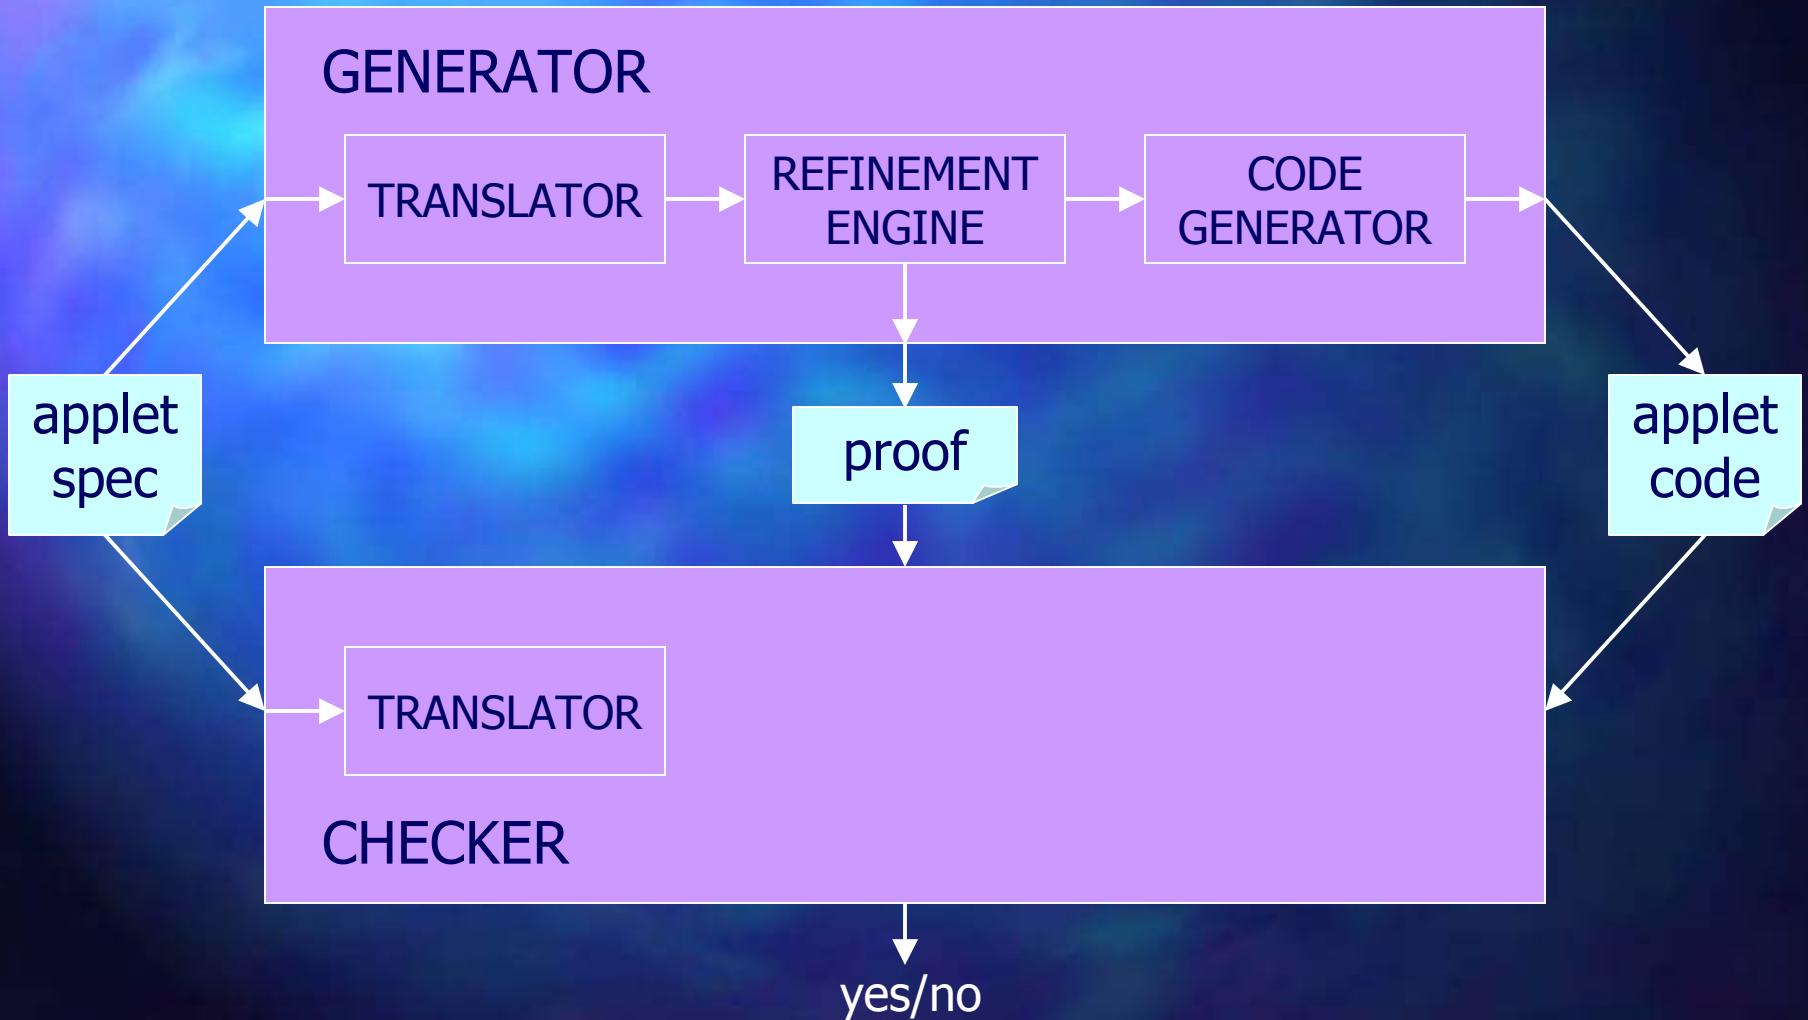 GENERATOR
TRANSLATOR
REFINEMENT
ENGINE
CODE
GENERATOR
applet
spec
proof
applet
code
TRANSLATOR
CHECKER
yes/no